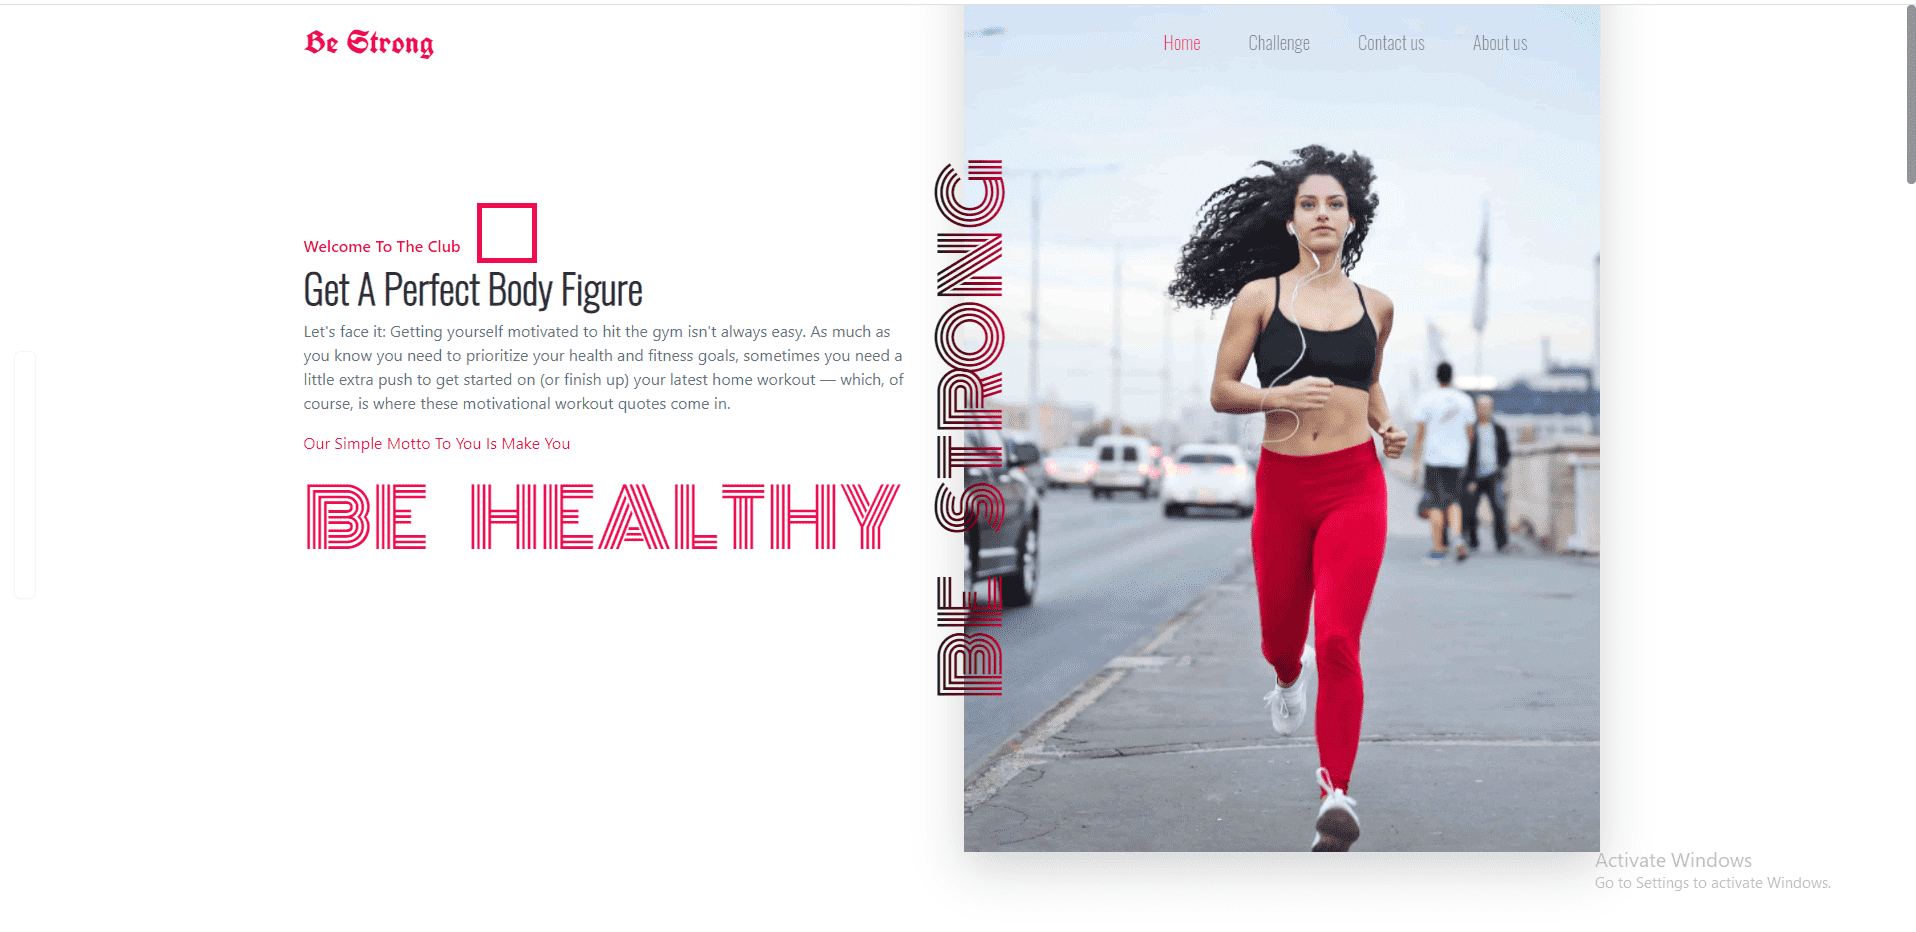 Be Strong
Home Challenge Contact us About us
Welcome To The Club
Get A Perfect Body Figure
Let's face it: Getting yourself motivated to hit the gym isn't always easy. As much as
you know you need to prioritize your health and fitness goals, sometimes you need a
little extra push to get started on (or finish up) your latest home workout — which, of
course, is where these motivational workout quotes come in.
Our Simple Motto To You Is Make You
BE HEALTHY
BE STRONG
Activate Windows
Go to Settings to activate Windows.